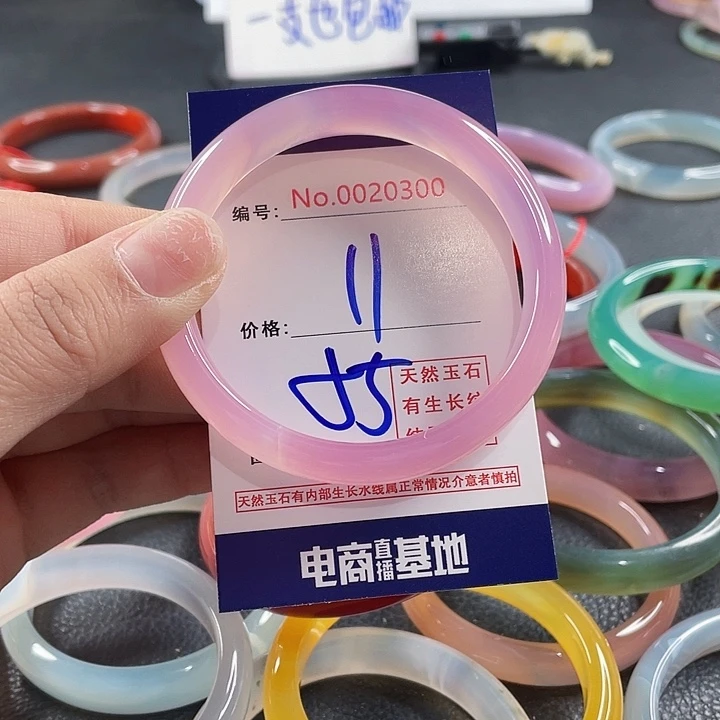 一支也包邮
编号: No.0020300
11
价格:
85
天然玉石
有生长纟
天然玉石有内部生长水线属正常情况介意者慎拍
电商直播基地